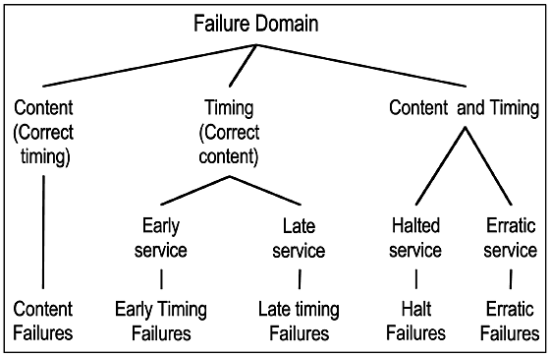 Failure Domain
Content
(Correct
timing)
Timing
(Correct
content)
Content and Timing
Early
service
Late
service
Halted
service
Erratic
service
Content
Failures
Early Timing
Failures
Late timing
Failures
Halt
Failures
Erratic
Failures